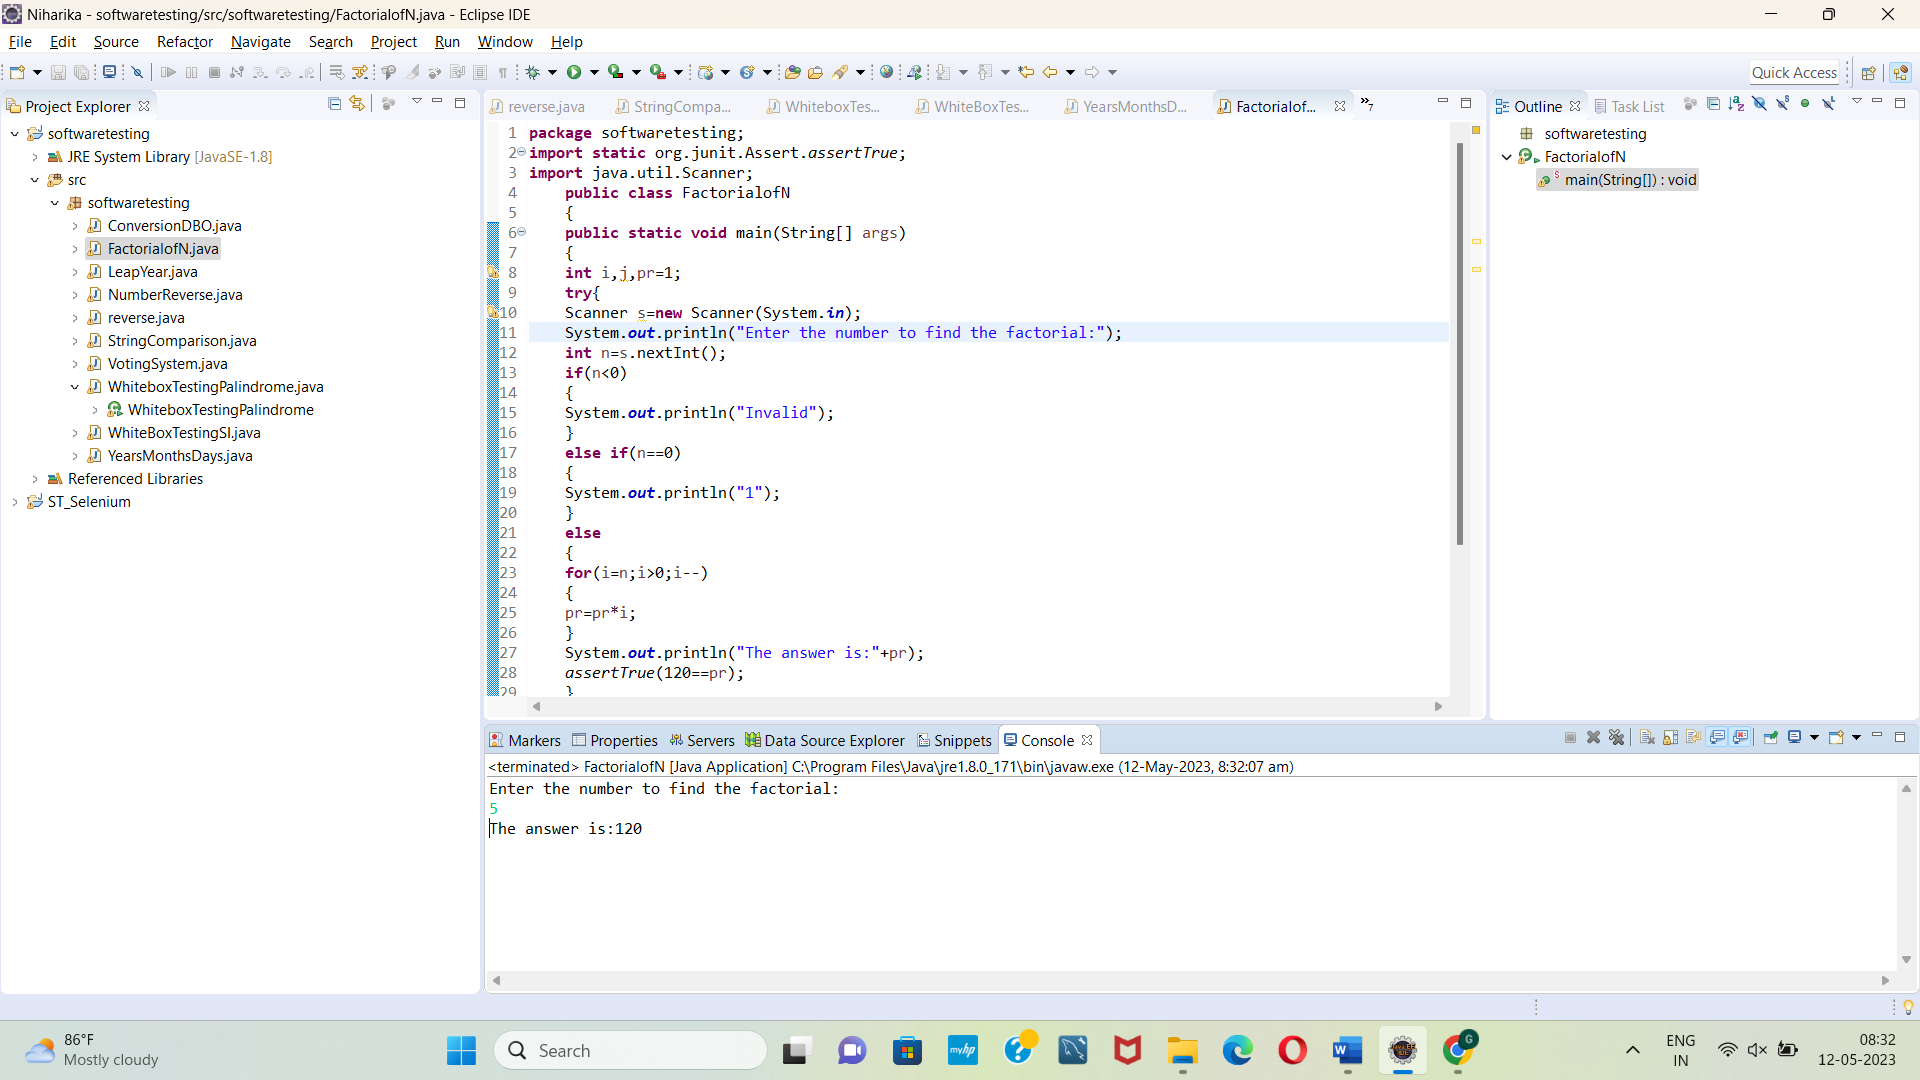 Niharika - softwaretesting/src/softwaretesting/FactorialofN.java - Eclipse IDE
File Edit Source Refactor Navigate Search Project Run Window Help
Quick Access
Project Explorer
softwaretesting
JRE System Library [JavaSE-1.8]
src
softwaretesting
ConversionDBO.java
FactorialofN.java
LeapYear.java
NumberReverse.java
reverse.java
StringComparison.java
VotingSystem.java
WhiteboxTestingPalindrome.java
WhiteboxTestingPalindrome
WhiteBoxTestingSI.java
YearsMonthsDays.java
Referenced Libraries
ST_Selenium
reverse.java StringCompa... WhiteboxTes... WhiteBoxTes... YearsMonthsD... Factorialof... »7
1 package softwaretesting;
2 import static org.junit.Assert.assertTrue;
3 import java.util.Scanner;
4 public class FactorialofN
5 {
6 public static void main(String[] args)
7 {
8 int i,j,pr=1;
9 try{
10 Scanner s=new Scanner(System.in);
11 System.out.println("Enter the number to find the factorial:");
12 int n=s.nextInt();
13 if(n<0)
14 {
15 System.out.println("Invalid");
16 }
17 else if(n==0)
18 {
19 System.out.println("1");
20 }
21 else
22 {
23 for(i=n;i>0;i--)
24 {
25 pr=pr*i;
26 }
27 System.out.println("The answer is:"+pr);
28 assertTrue(120==pr);
29 }
Outline Task List
softwaretesting
FactorialofN
main(String[]) : void
Markers Properties Servers Data Source Explorer Snippets Console
<terminated> FactorialofN [Java Application] C:\Program Files\Java\jre1.8.0_171\bin\javaw.exe (12-May-2023, 8:32:07 am)
Enter the number to find the factorial:
5
The answer is:120
86°F
Mostly cloudy
Search
myhp
ENG
IN
08:32
12-05-2023